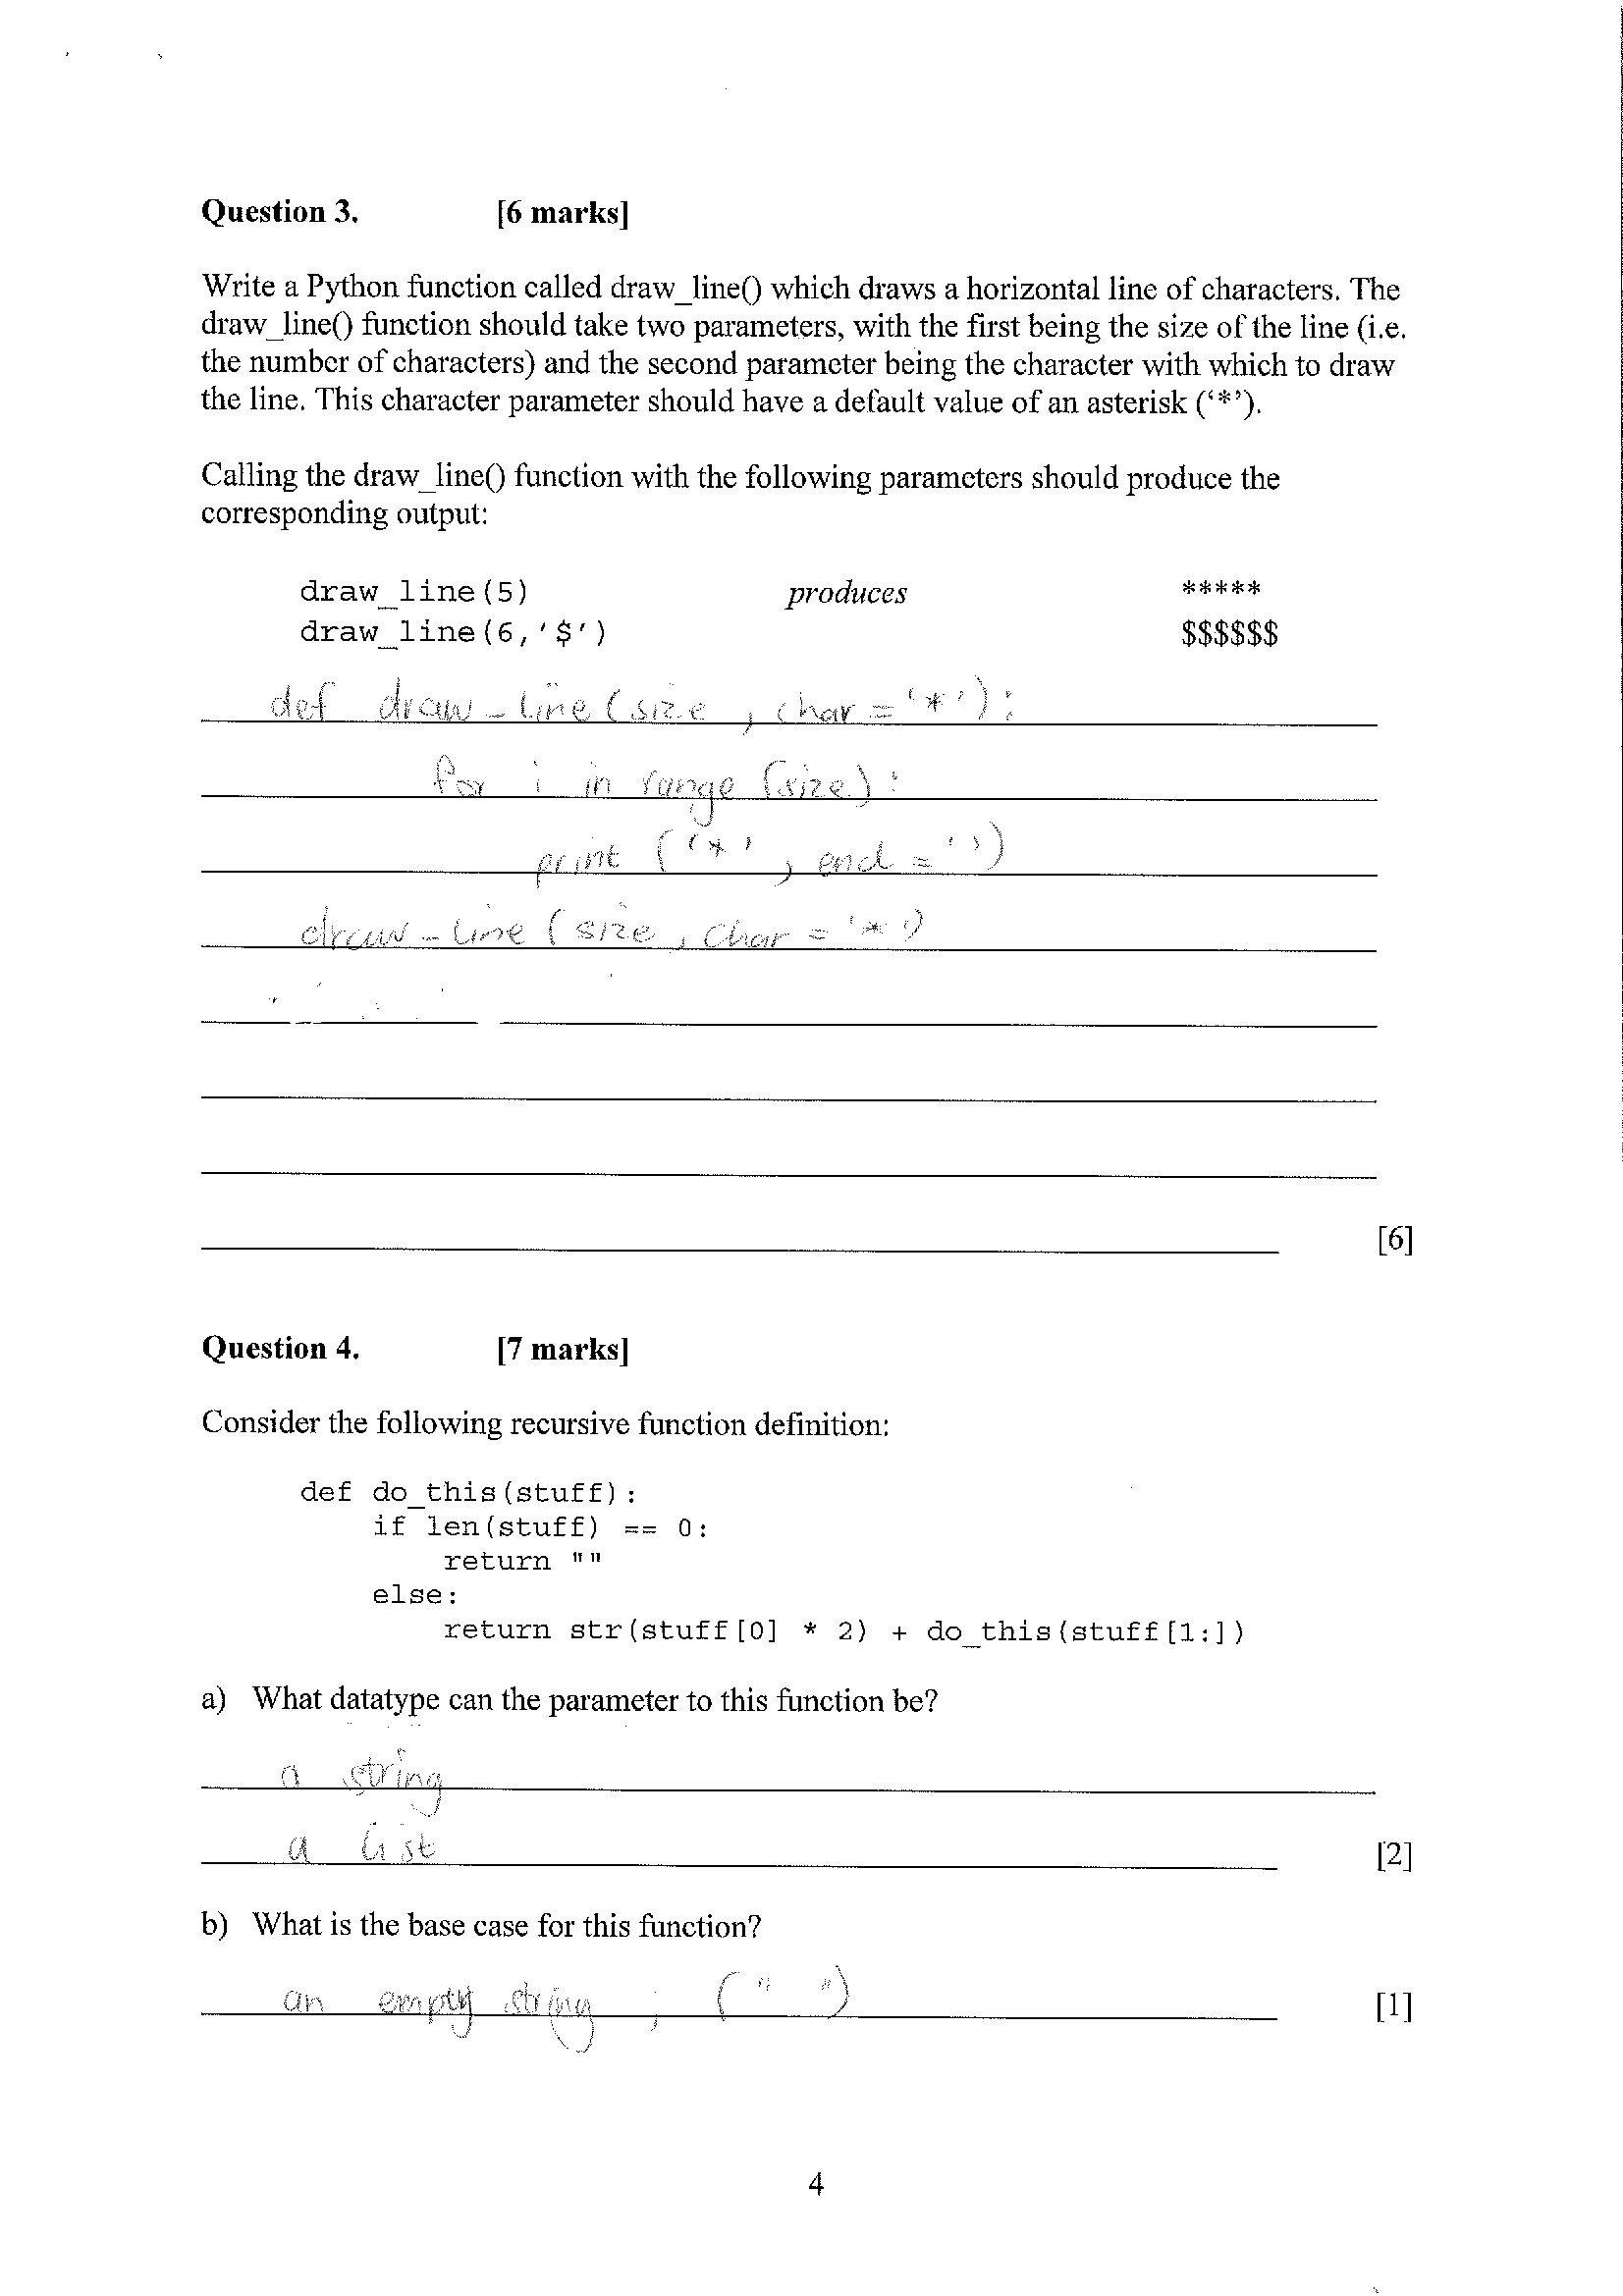 Question 3. [6 marks]
Write a Python function called draw_line() which draws a horizontal line of characters. The
draw_line() function should take two parameters, with the first being the size of the line (i.e.
the number of characters) and the second parameter being the character with which to draw
the line. This character parameter should have a default value of an asterisk (‘*’).
Calling the draw_line() function with the following parameters should produce the
corresponding output:
draw_line(5) produces *****
draw_line(6,'$') $$$$$$
def draw_line(size, char = '*'):
for i in range (size):
print ('*', end = '')
draw_line (size, char = '*')
[6]
Question 4. [7 marks]
Consider the following recursive function definition:
def do_this(stuff):
if len(stuff) == 0:
return ""
else:
return str(stuff[0] * 2) + do_this(stuff[1:])
a) What datatype can the parameter to this function be?
a string
a list [2]
b) What is the base case for this function?
an empty string, (" ") [1]
4